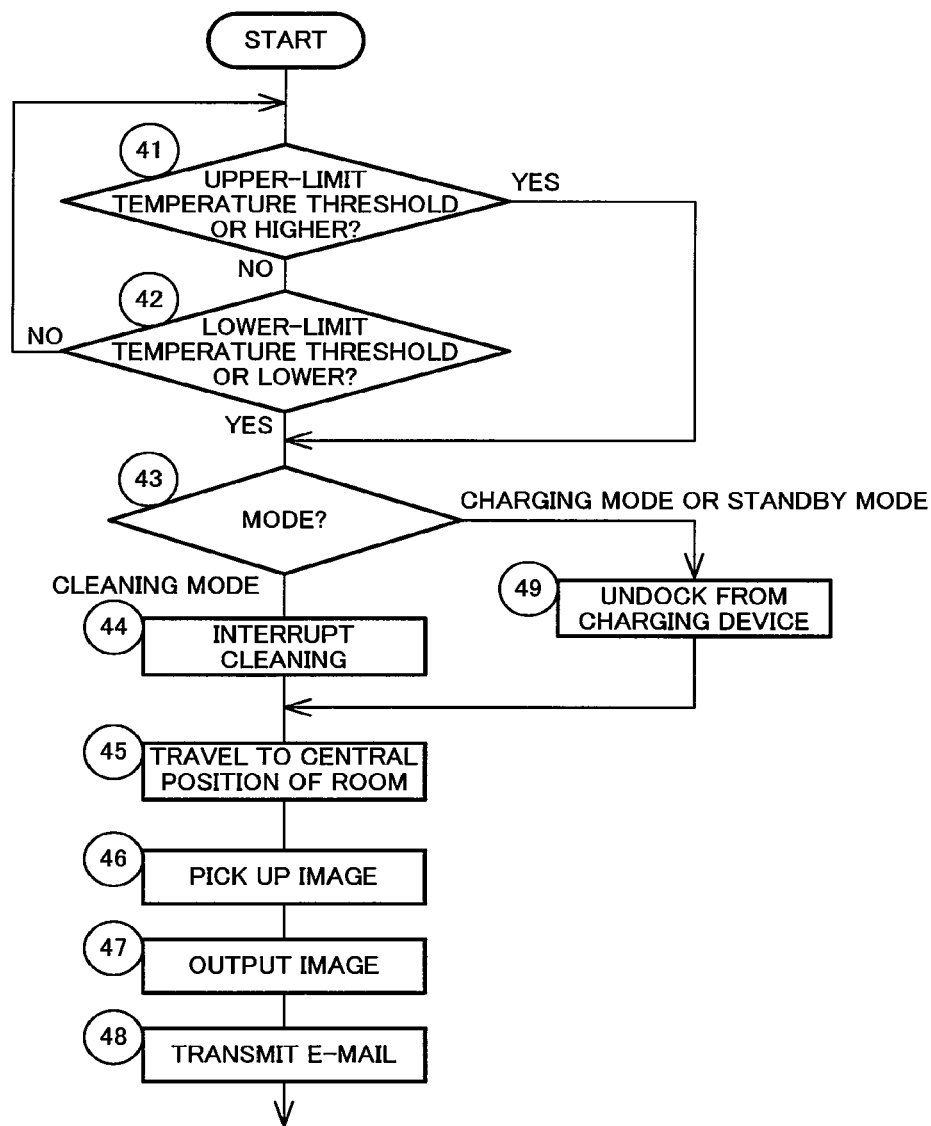 START
41
UPPER-LIMIT
TEMPERATURE THRESHOLD
OR HIGHER?
YES
NO
42
LOWER-LIMIT
TEMPERATURE THRESHOLD
OR LOWER?
NO
YES
43
MODE?
CHARGING MODE OR STANDBY MODE
CLEANING MODE
49
UNDOCK FROM
CHARGING DEVICE
44
INTERRUPT
CLEANING
45
TRAVEL TO CENTRAL
POSITION OF ROOM
46
PICK UP IMAGE
47
OUTPUT IMAGE
48
TRANSMIT E-MAIL